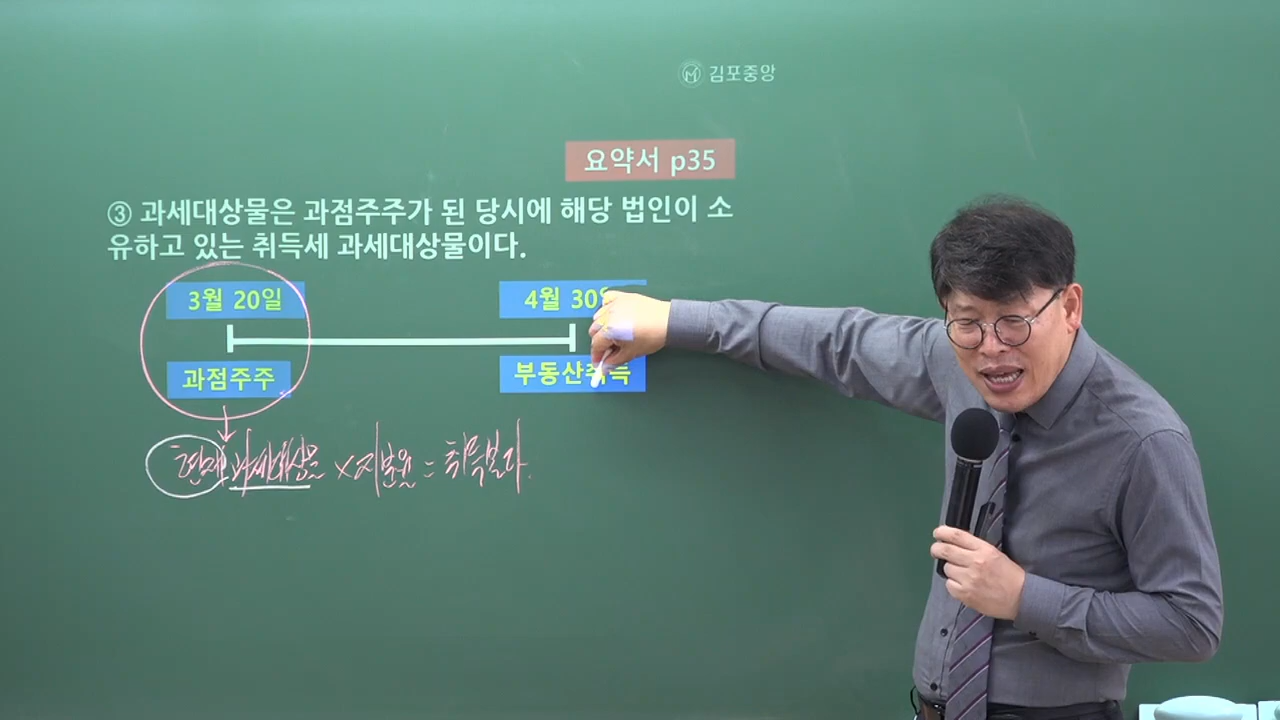 김포중앙
요약서 p35
③ 과세대상물은 과점주주가 된 당시에 해당 법인이 소
유하고 있는 취득세 과세대상물이다.
3월 20일 4월 30일
과점주주 부동산취득
현재 과세대상물 × 지분율 = 취득본다.